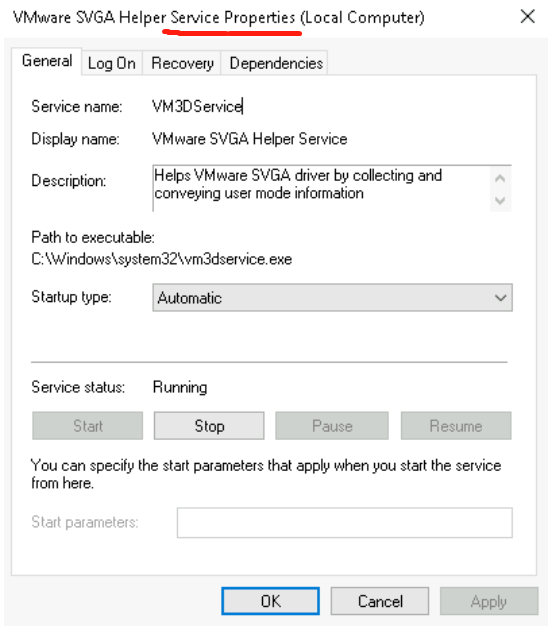 VMware SVGA Helper Service Properties (Local Computer)
General Log On Recovery Dependencies
Service name: VM3DService
Display name: VMware SVGA Helper Service
Description: Helps VMware SVGA driver by collecting and
conveying user mode information
Path to executable:
C:\Windows\system32\vm3dservice.exe
Startup type: Automatic
Service status: Running
Start Stop Pause Resume
You can specify the start parameters that apply when you start the service
from here.
Start parameters:
OK Cancel Apply